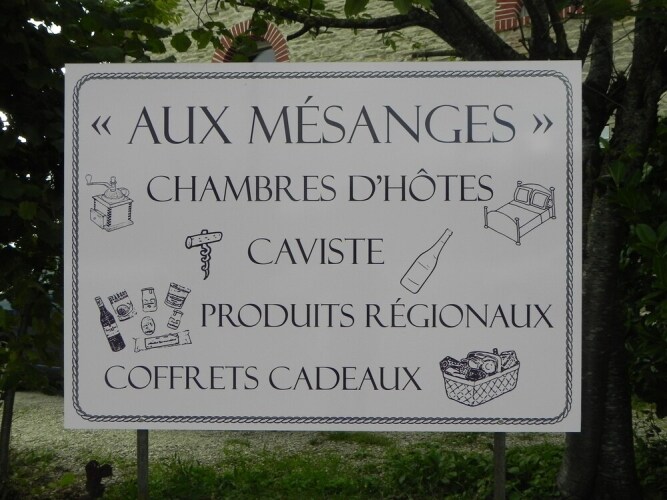 « AUX MÉSANGES »
CHAMBRES D'HÔTES
CAVISTE
PRODUITS RÉGIONAUX
COFFRETS CADEAUX